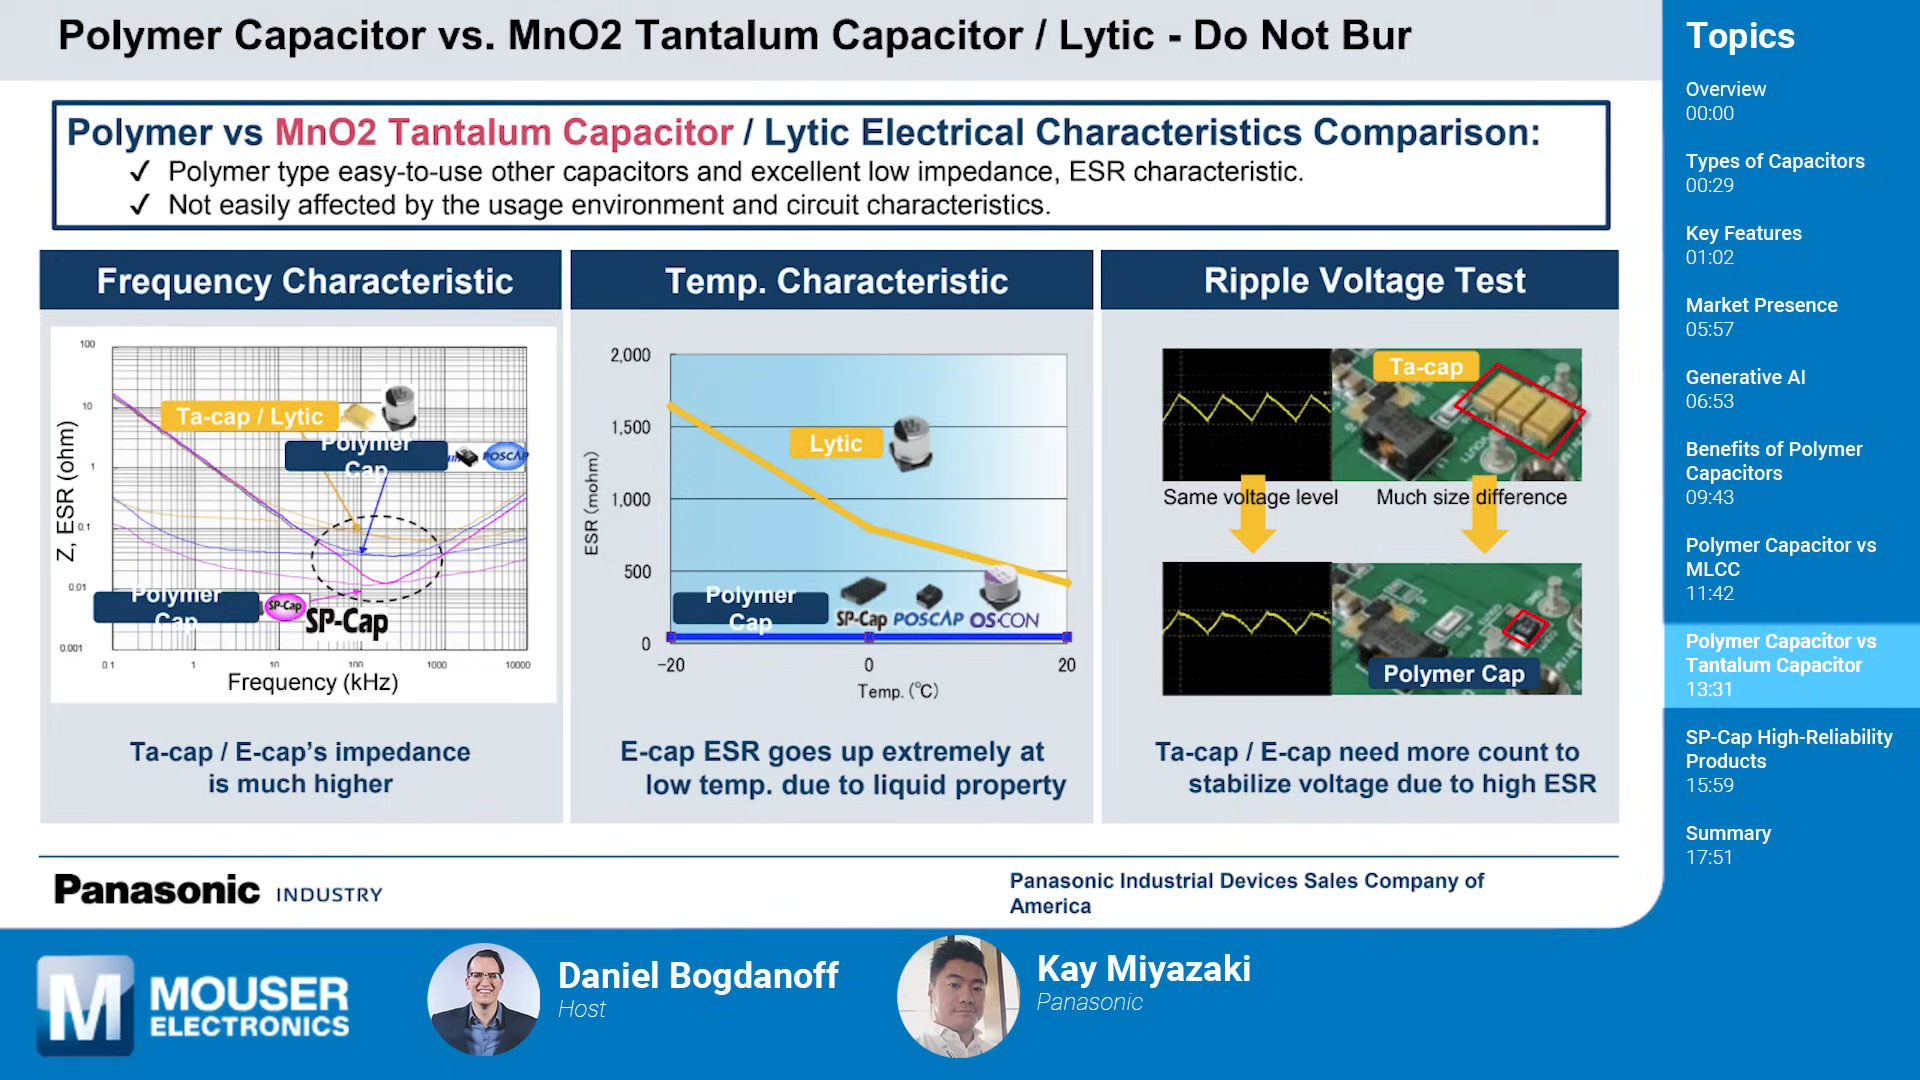 Polymer Capacitor vs. MnO2 Tantalum Capacitor / Lytic - Do Not Bur
Polymer vs MnO2 Tantalum Capacitor / Lytic Electrical Characteristics Comparison:
✓ Polymer type easy-to-use other capacitors and excellent low impedance, ESR characteristic.
✓ Not easily affected by the usage environment and circuit characteristics.
Frequency Characteristic
Z, ESR (ohm)
100
10
1
0.1
0.01
0.001
Ta-cap / Lytic
Polymer
Cap
POSCAP
Polymer
Cap
SP-Cap
SP-Cap
0.1
1
10
100
1000
10000
Frequency (kHz)
Ta-cap / E-cap's impedance
is much higher
Temp. Characteristic
ESR (mohm)
2,000
1,500
1,000
500
0
Lytic
Polymer
Cap
SP-Cap POSCAP OS-CON
-20
0
20
Temp. (℃)
E-cap ESR goes up extremely at
low temp. due to liquid property
Ripple Voltage Test
Ta-cap
Same voltage level
Much size difference
Polymer Cap
Ta-cap / E-cap need more count to
stabilize voltage due to high ESR
Panasonic INDUSTRY
Panasonic Industrial Devices Sales Company of
America
Topics
Overview
00:00
Types of Capacitors
00:29
Key Features
01:02
Market Presence
05:57
Generative AI
06:53
Benefits of Polymer
Capacitors
09:43
Polymer Capacitor vs
MLCC
11:42
Polymer Capacitor vs
Tantalum Capacitor
13:31
SP-Cap High-Reliability
Products
15:59
Summary
17:51
M
MOUSER
ELECTRONICS
Daniel Bogdanoff
Host
Kay Miyazaki
Panasonic